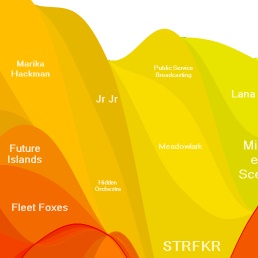 Marika
Hackman
Jr Jr
Public Service
Broadcasting
Lana
Future
Islands
Meadowlark
Mi
e
Sc
Hidden
Orchestra
Fleet Foxes
STRFKR